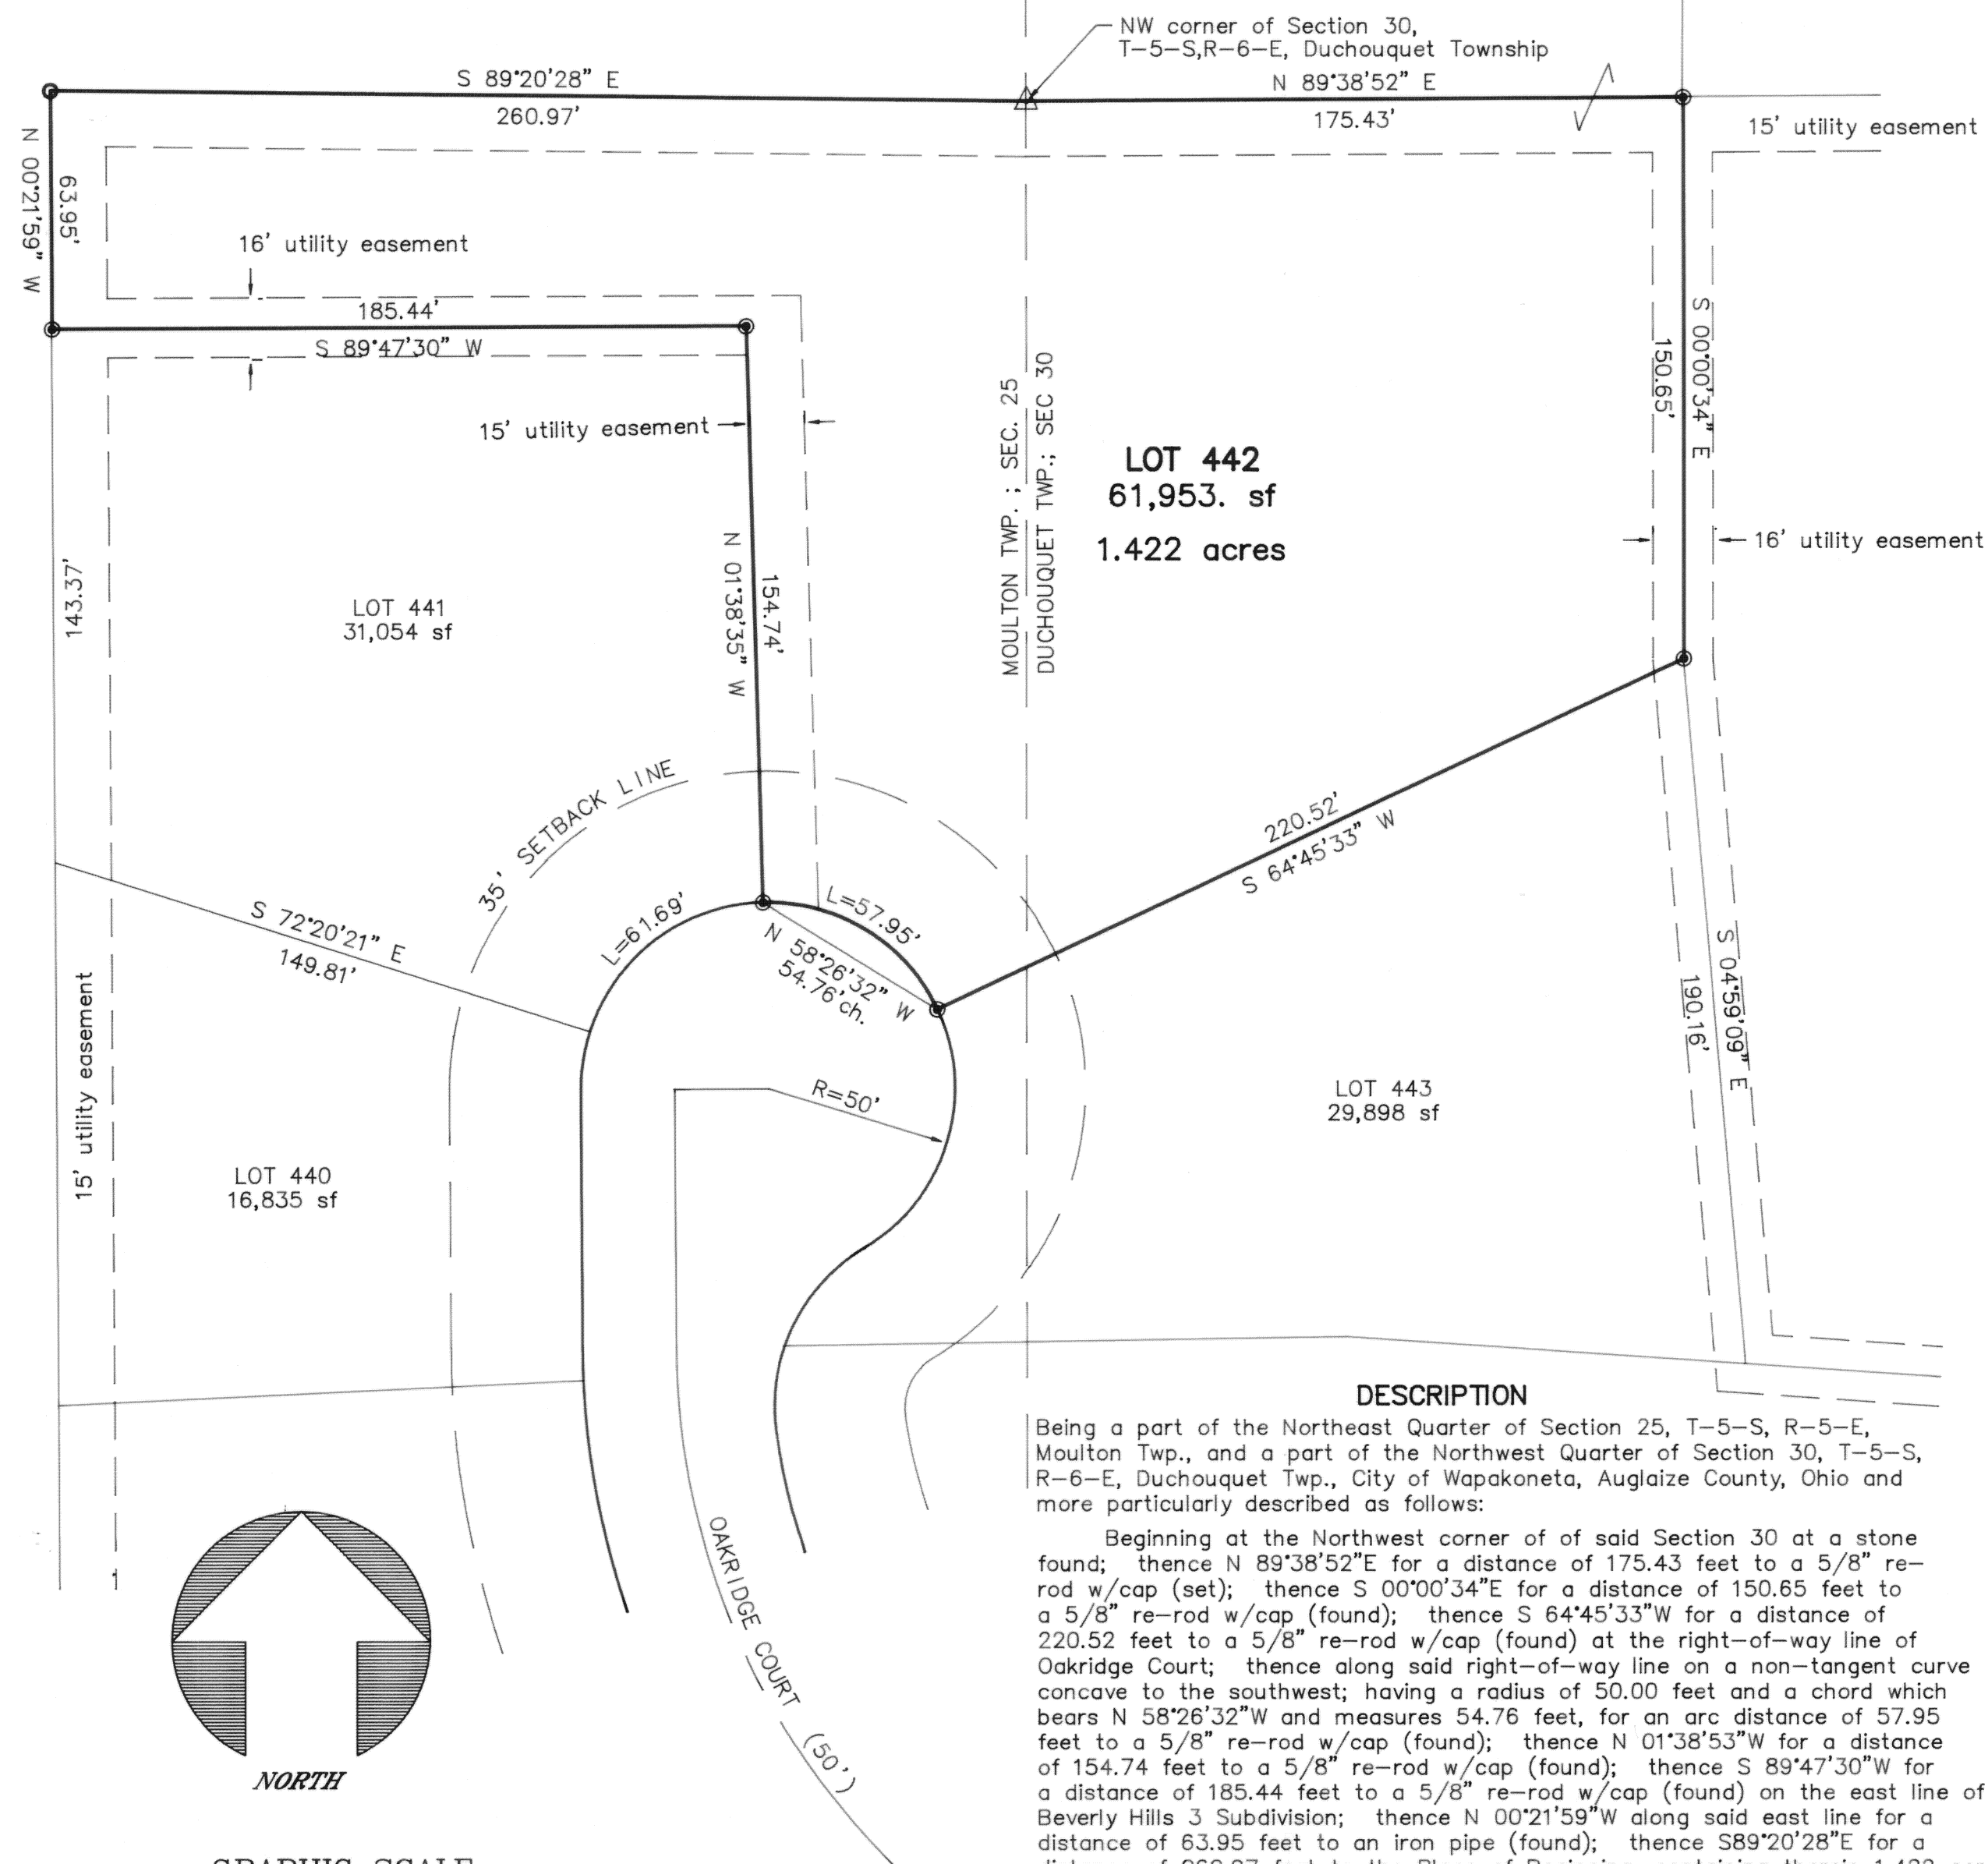 NW corner of Section 30,
T-5-S,R-6-E, Duchouquet Township
S 89°20'28" E
260.97'
N 89°38'52" E
175.43'
15' utility easement
N 00°21'59" W
63.95'
16' utility easement
185.44'
S 89°47'30" W
15' utility easement
MOULTON TWP. ; SEC. 25
DUCHOUQUET TWP.; SEC 30
LOT 442
61,953. sf
1.422 acres
150.65'
S 00°00'34" E
16' utility easement
N 01°38'35" W
154.74'
143.37'
LOT 441
31,054 sf
35' SETBACK LINE
220.52'
S 64°45'33" W
L=61.69'
L=57.95'
N 58°26'32" W
54.76'ch.
S 72°20'21" E
149.81'
15' utility easement
R=50'
LOT 443
29,898 sf
190.16'
S 04°59'09" E
LOT 440
16,835 sf
OAKRIDGE COURT (50')
NORTH
GRAPHIC SCALE
DESCRIPTION
Being a part of the Northeast Quarter of Section 25, T-5-S, R-5-E,
Moulton Twp., and a part of the Northwest Quarter of Section 30, T-5-S,
R-6-E, Duchouquet Twp., City of Wapakoneta, Auglaize County, Ohio and
more particularly described as follows:
Beginning at the Northwest corner of of said Section 30 at a stone
found; thence N 89°38'52"E for a distance of 175.43 feet to a 5/8" re-
rod w/cap (set); thence S 00°00'34"E for a distance of 150.65 feet to
a 5/8" re-rod w/cap (found); thence S 64°45'33"W for a distance of
220.52 feet to a 5/8" re-rod w/cap (found) at the right-of-way line of
Oakridge Court; thence along said right-of-way line on a non-tangent curve
concave to the southwest; having a radius of 50.00 feet and a chord which
bears N 58°26'32"W and measures 54.76 feet, for an arc distance of 57.95
feet to a 5/8" re-rod w/cap (found); thence N 01°38'53"W for a distance
of 154.74 feet to a 5/8" re-rod w/cap (found); thence S 89°47'30"W for
a distance of 185.44 feet to a 5/8" re-rod w/cap (found) on the east line of
Beverly Hills 3 Subdivision; thence N 00°21'59"W along said east line for a
distance of 63.95 feet to an iron pipe (found); thence S89°20'28"E for a